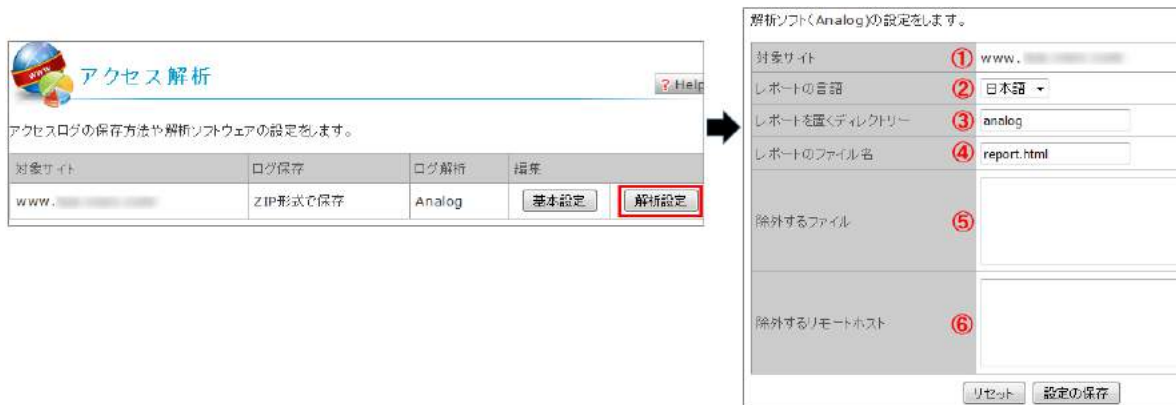 www
アクセス解析
? Help
アクセスログの保存方法や解析ソフトウェアの設定をします。
対象サイト ログ保存 ログ解析 編集
www. ZIP形式で保存 Analog 基本設定 解析設定
解析ソフト(Analog)の設定をします。
対象サイト ① www.
レポートの言語 ② 日本語
レポートを置くディレクトリー ③ analog
レポートのファイル名 ④ report.html
除外するファイル ⑤
除外するリモートホスト ⑥
リセット 設定の保存